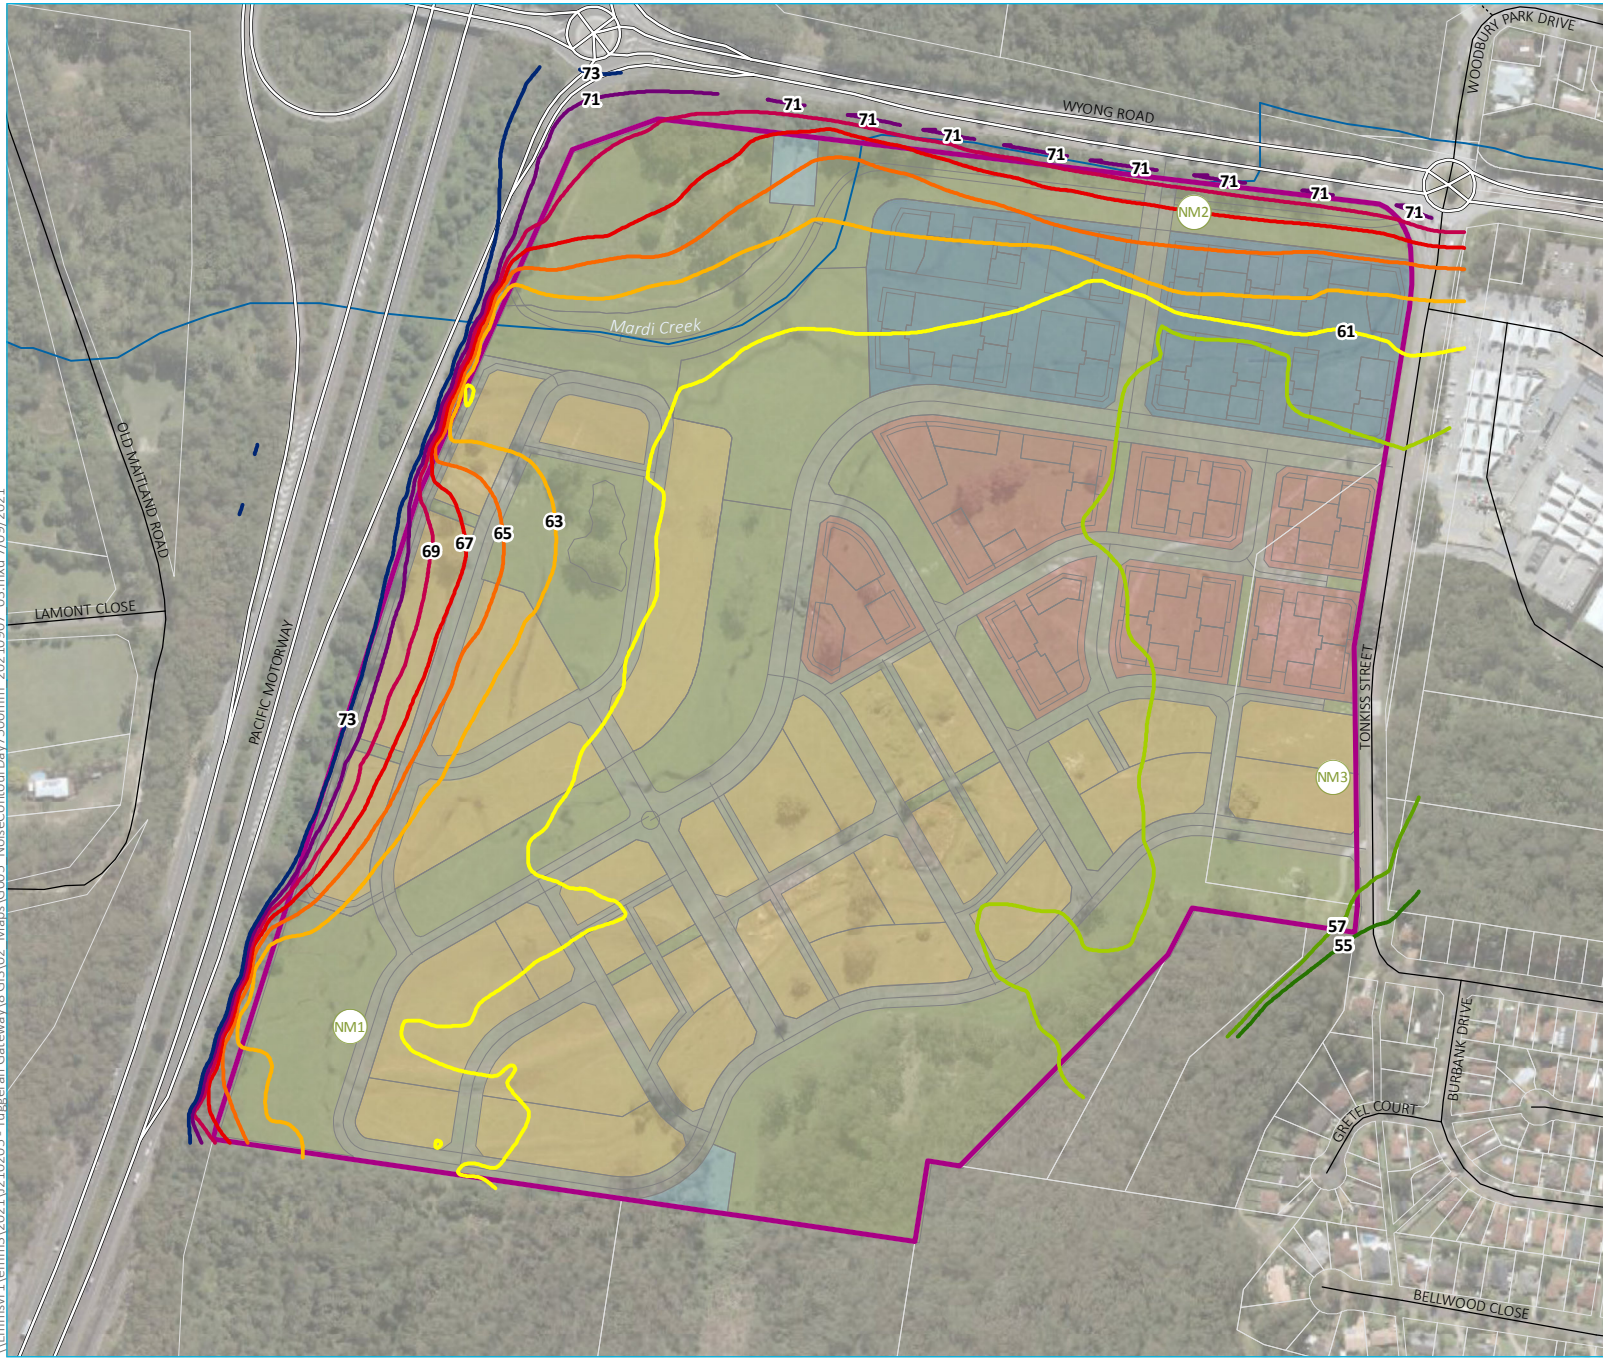 WOODBURY PARK DRIVE
73
71
71
WYONG ROAD
71
71
71
71
71
71
71
NM2
Mardi Creek
61
OLD MAITLAND ROAD
63
65
67
69
LAMONT CLOSE
PACIFIC MOTORWAY
TONKISS STREET
73
NM3
57
55
NM1
BURBANK DRIVE
GRETEL COURT
BELLWOOD CLOSE